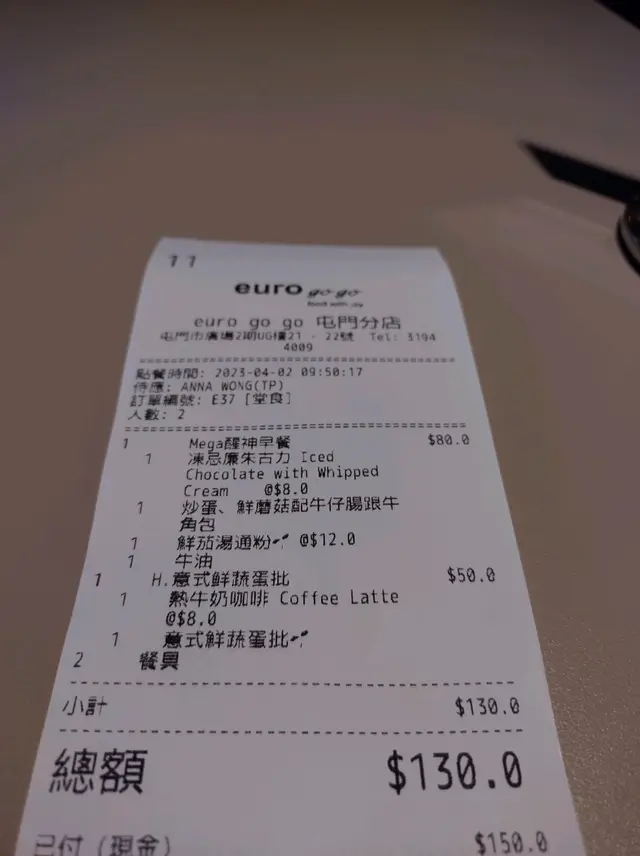 11
euro go go
food with joy
euro go go 屯門分店
屯門市廣場2期UG樓21 - 22號 Tel: 3194
4009
點餐時間: 2023-04-02 09:50:17
侍應: ANNA WONG(TP)
訂單編號: E37 [堂食]
人數: 2
1 Mega醒神早餐 $80.0
1 凍忌廉朱古力 Iced
Chocolate with Whipped
Cream @$8.0
1 炒蛋、鮮蘑菇配牛仔腸跟牛
角包
1 鮮茄湯通粉 @$12.0
1 牛油
1 H.意式鮮蔬蛋批 $50.0
1 熱牛奶咖啡 Coffee Latte
@$8.0
1 意式鮮蔬蛋批
2 餐具
小計 $130.0
總額 $130.0
已付 (現金) $150.0